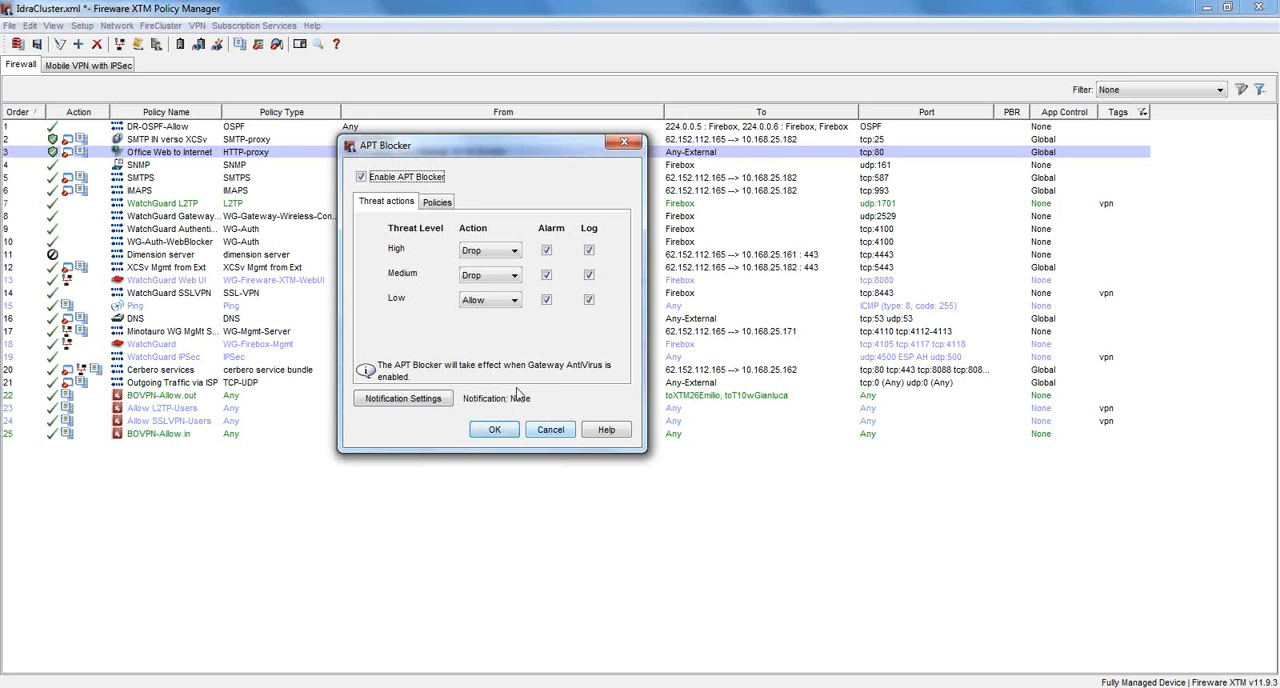 IdraCluster.xml *- Fireware XTM Policy Manager
File Edit View Setup Network FireCluster VPN Subscription Services Help
Firewall Mobile VPN with IPSec
Filter: None
Order / Action Policy Name Policy Type From To Port PBR App Control Tags
1 DR-OSPF-Allow OSPF Any 224.0.0.5 : Firebox, 224.0.0.6 : Firebox, Firebox OSPF None
2 SMTP IN verso XCSv SMTP-proxy 62.152.112.165 --> 10.168.25.182 tcp:25 Global
3 Office Web to Internet HTTP-proxy Any-External tcp:80 Global
4 SNMP SNMP Firebox udp:161 None
5 SMTPS SMTPS 62.152.112.165 --> 10.168.25.182 tcp:587 Global
6 IMAPS IMAPS 62.152.112.165 --> 10.168.25.182 tcp:993 Global
7 WatchGuard L2TP L2TP Firebox udp:1701 None vpn
8 WatchGuard Gateway... WG-Gateway-Wireless-Con... Firebox udp:2529 None
9 WatchGuard Authenti... WG-Auth Firebox tcp:4100 None
10 WG-Auth-WebBlocker WG-Auth Firebox tcp:4100 None
11 Dimension server dimension server 62.152.112.165 --> 10.168.25.161 : 443 tcp:443 Global
12 XCSv Mgmt from Ext XCSv Mgmt from Ext 62.152.112.165 --> 10.168.25.182 : 443 tcp:5443 Global
13 WatchGuard Web UI WG-Fireware-XTM-WebUI Firebox tcp:8080 None
14 WatchGuard SSLVPN SSL-VPN Firebox tcp:8443 None vpn
15 Ping Ping Any ICMP (type: 8, code: 255) None
16 DNS DNS Any-External tcp:53 udp:53 Global
17 Minotauro WG MgMt S... WG-Mgmt-Server 62.152.112.165 --> 10.168.25.171 tcp:4110 tcp:4112-4113 None
18 WatchGuard WG-Firebox-Mgmt Firebox tcp:4105 tcp:4117 tcp:4118 None
19 WatchGuard IPSec IPSec Any udp:4500 ESP AH udp:500 None vpn
20 Cerbero services cerbero service bundle 62.152.112.165 --> 10.168.25.162 tcp:80 tcp:443 tcp:8088 tcp:808... Global
21 Outgoing Traffic via ISP TCP-UDP Any-External tcp:0 (Any) udp:0 (Any) Global
22 BOVPN-Allow.out Any toXTM26Emilio, toT10wGianluca Any None
23 Allow L2TP-Users Any Any Any None vpn
24 Allow SSLVPN-Users Any Any Any None vpn
25 BOVPN-Allow.in Any Any Any None
APT Blocker
Enable APT Blocker
Threat actions Policies
Threat Level Action Alarm Log
High Drop
Medium Drop
Low Allow
The APT Blocker will take effect when Gateway AntiVirus is
enabled.
Notification Settings Notification: None
OK Cancel Help
Fully Managed Device | Fireware XTM v11.9.3